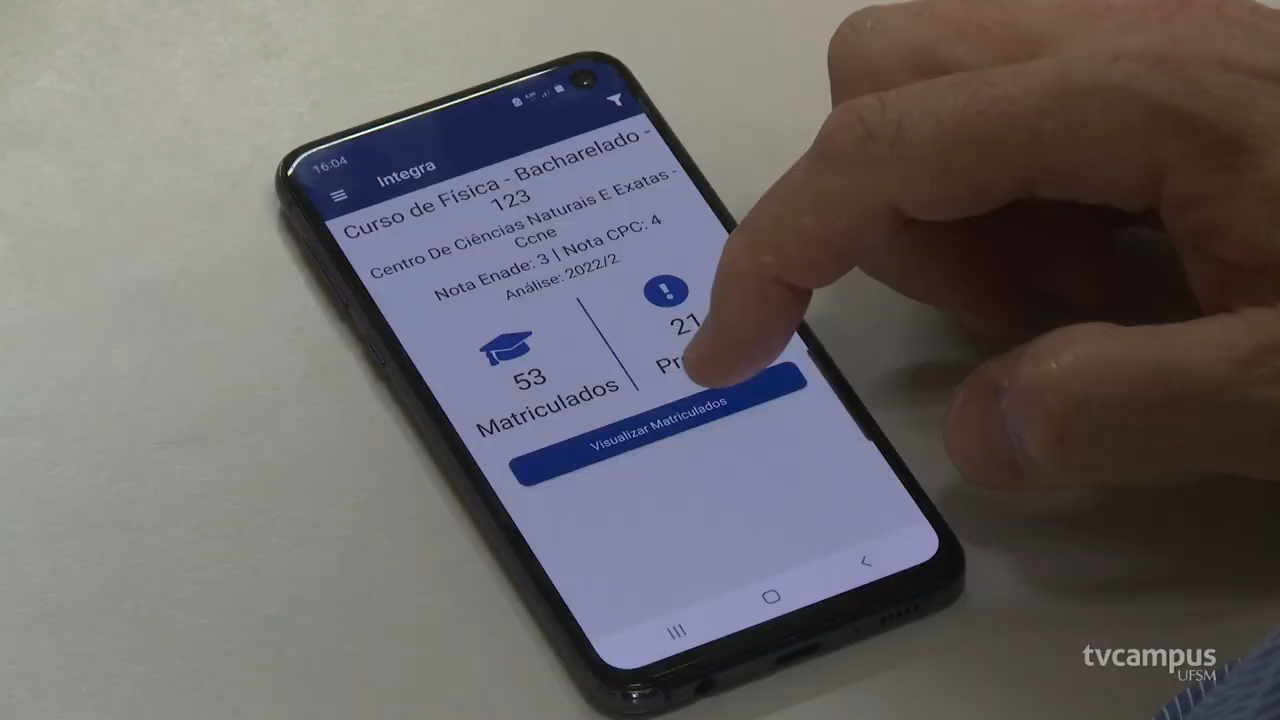 16:04
Integra
Curso de Física - Bacharelado -
123
Centro De Ciências Naturais E Exatas -
Ccne
Nota Enade: 3 | Nota CPC: 4
Análise: 2022/2
53
Matriculados
21
Visualizar Matriculados
tvcampus
UFSM